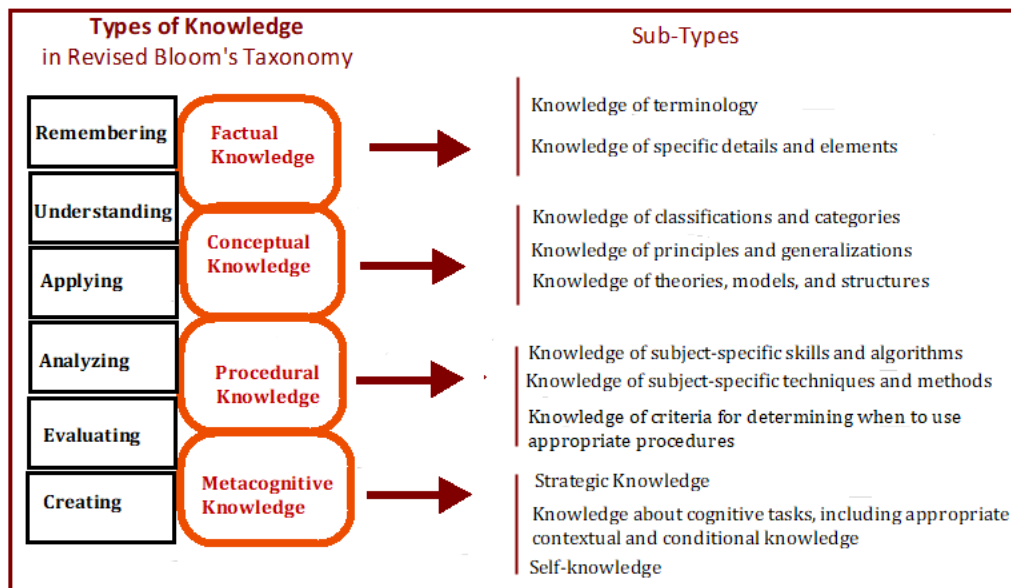 Types of Knowledge
in Revised Bloom's Taxonomy
Sub-Types
Remembering
Understanding
Applying
Analyzing
Evaluating
Creating
Factual
Knowledge
Knowledge of terminology
Knowledge of specific details and elements
Conceptual
Knowledge
Knowledge of classifications and categories
Knowledge of principles and generalizations
Knowledge of theories, models, and structures
Procedural
Knowledge
Knowledge of subject-specific skills and algorithms
Knowledge of subject-specific techniques and methods
Knowledge of criteria for determining when to use
appropriate procedures
Metacognitive
Knowledge
Strategic Knowledge
Knowledge about cognitive tasks, including appropriate
contextual and conditional knowledge
Self-knowledge